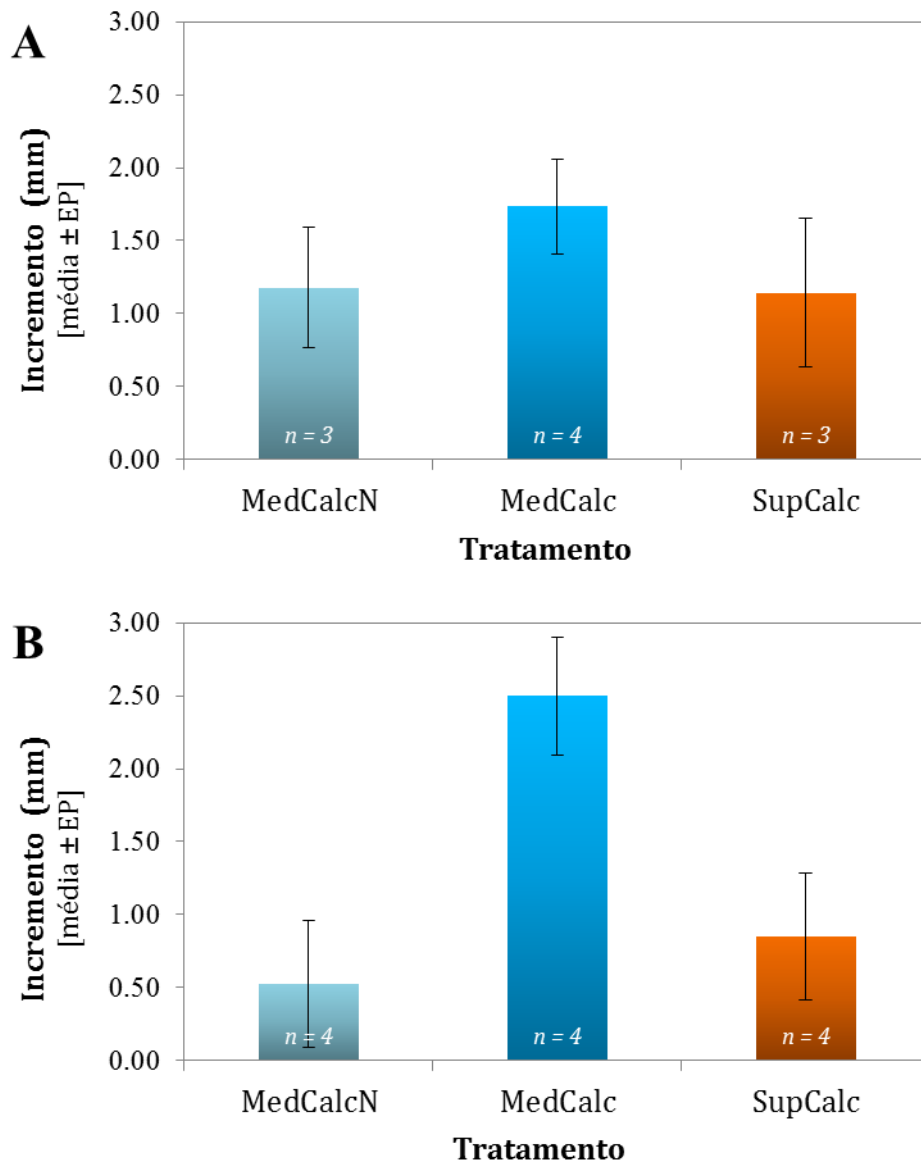 A
3.00
2.50
2.00
1.50
1.00
0.50
0.00
Incremento (mm)
[média ± EP]
n = 3
n = 4
n = 3
MedCalcN
MedCalc
SupCalc
Tratamento
B
3.00
2.50
2.00
1.50
1.00
0.50
0.00
Incremento (mm)
[média ± EP]
n = 4
n = 4
n = 4
MedCalcN
MedCalc
SupCalc
Tratamento